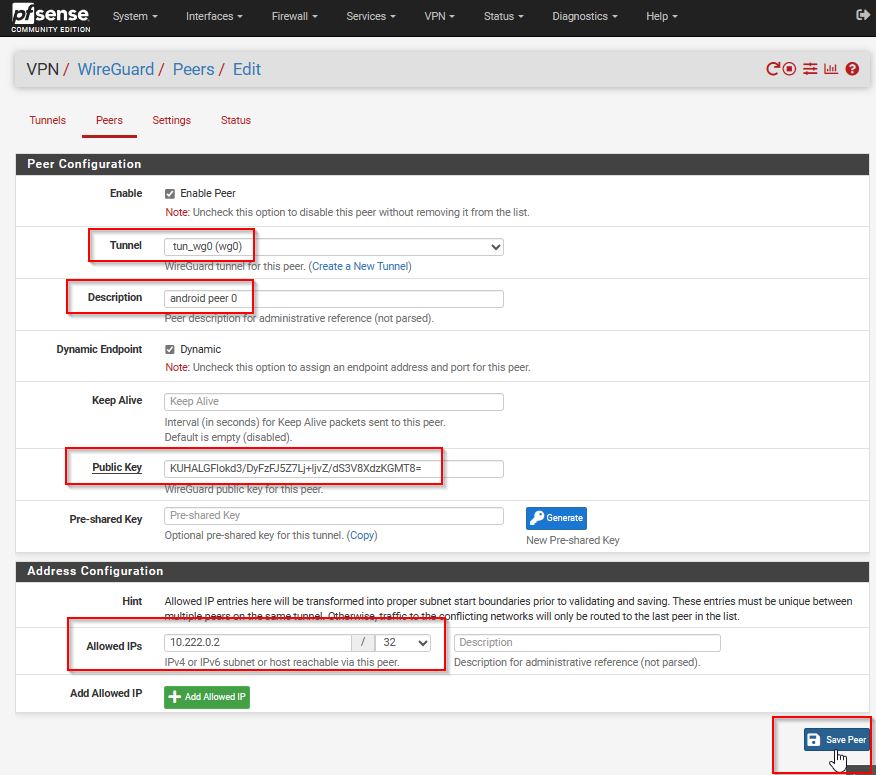 pfsense
COMMUNITY EDITION
System Interfaces Firewall Services VPN Status Diagnostics Help
VPN / WireGuard / Peers / Edit
Tunnels Peers Settings Status
Peer Configuration
Enable Enable Peer
Note: Uncheck this option to disable this peer without removing it from the list.
Tunnel tun_wg0 (wg0)
WireGuard tunnel for this peer. (Create a New Tunnel)
Description android peer 0
Peer description for administrative reference (not parsed).
Dynamic Endpoint Dynamic
Note: Uncheck this option to assign an endpoint address and port for this peer.
Keep Alive Keep Alive
Interval (in seconds) for Keep Alive packets sent to this peer.
Default is empty (disabled).
Public Key KUHALGFlokd3/DyFzFJ5Z7Lj+ljvZ/dS3V8XdzKGMT8=
WireGuard public key for this peer.
Pre-shared Key Pre-shared Key Generate
Optional pre-shared key for this tunnel. (Copy) New Pre-shared Key
Address Configuration
Hint Allowed IP entries here will be transformed into proper subnet start boundaries prior to validating and saving. These entries must be unique between
multiple peers on the same tunnel. Otherwise, traffic to the conflicting networks will only be routed to the last peer in the list.
Allowed IPs 10.222.0.2 / 32 Description
IPv4 or IPv6 subnet or host reachable via this peer. Description for administrative reference (not parsed).
Add Allowed IP Add Allowed IP
Save Peer